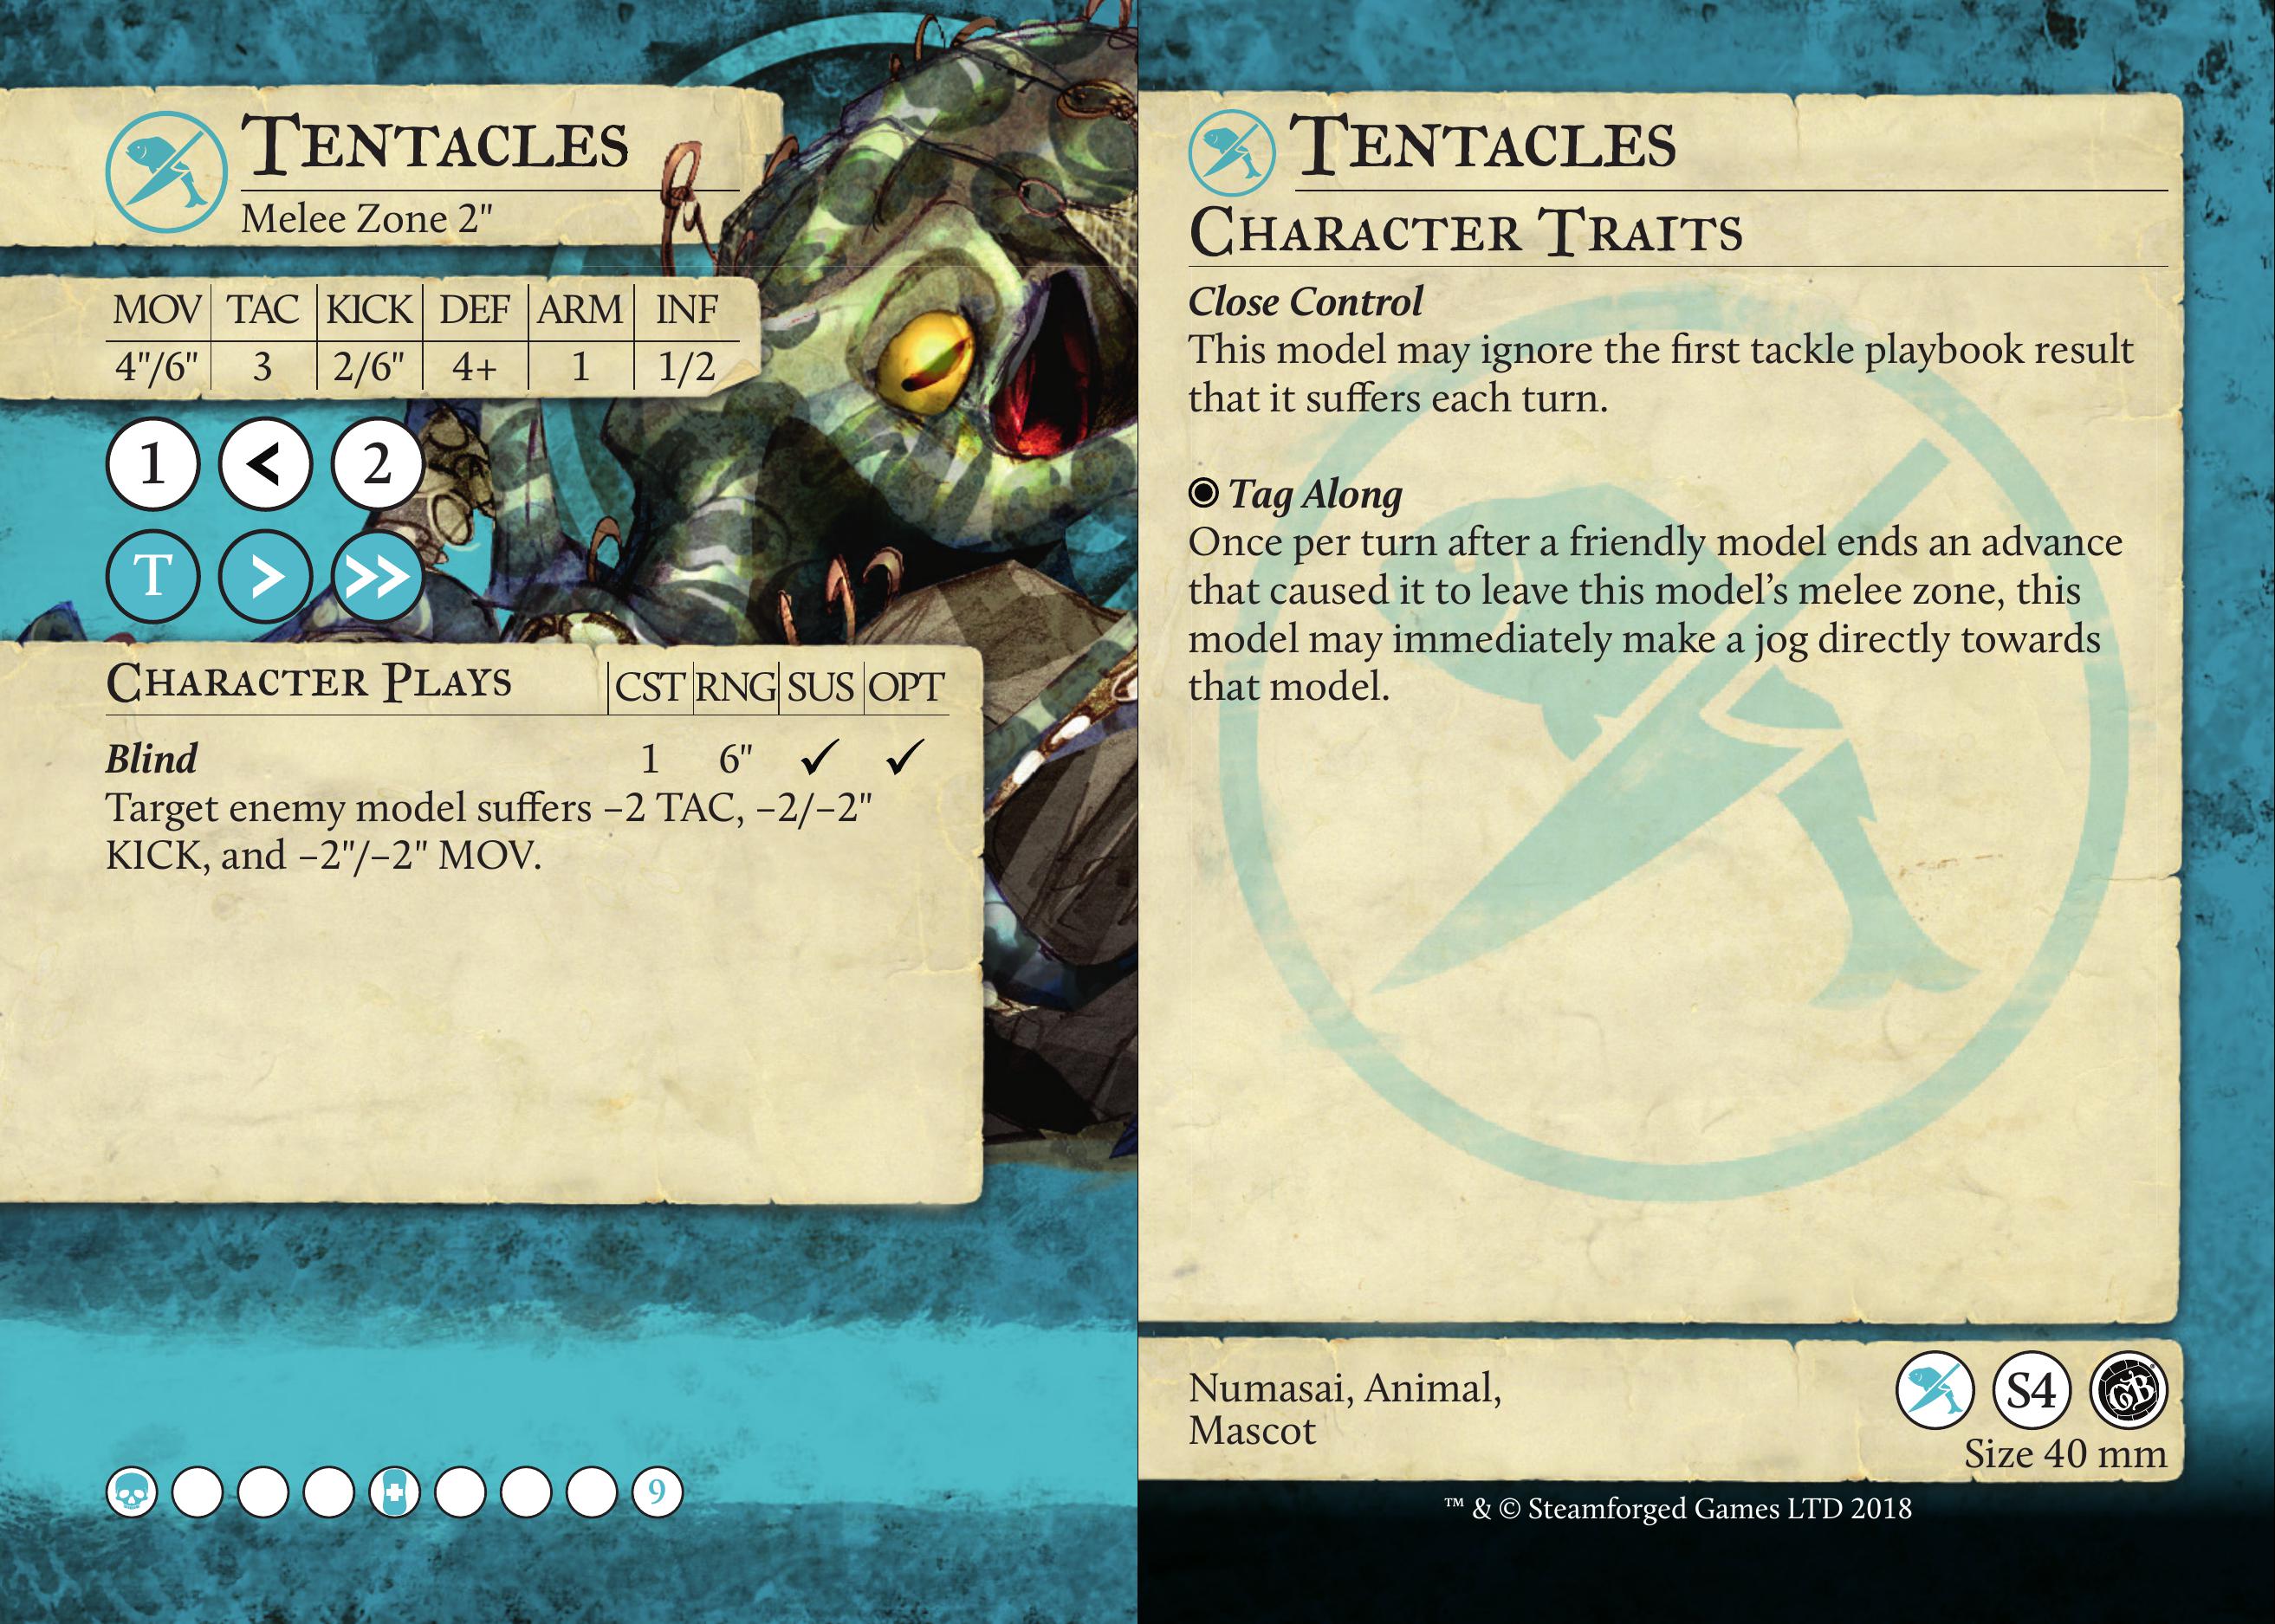 TENTACLES
Melee Zone 2"
MOV TAC KICK DEF ARM INF
4"/6" 3 2/6" 4+ 1 1/2
1 < 2
T > >>
CHARACTER PLAYS CST RNG SUS OPT
Blind 1 6" ✓ ✓
Target enemy model suffers –2 TAC, –2/–2"
KICK, and –2"/–2" MOV.
9
TENTACLES
CHARACTER TRAITS
Close Control
This model may ignore the first tackle playbook result
that it suffers each turn.
Tag Along
Once per turn after a friendly model ends an advance
that caused it to leave this model’s melee zone, this
model may immediately make a jog directly towards
that model.
Numasai, Animal,
Mascot
S4 GB
Size 40 mm
™ & © Steamforged Games LTD 2018